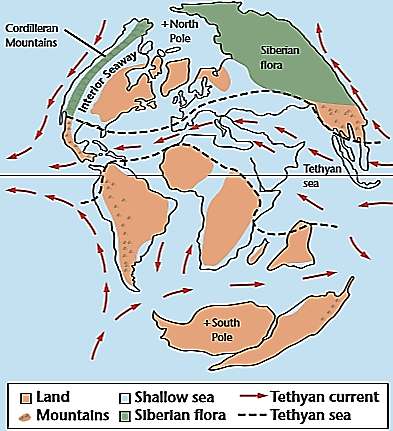 Cordilleran
Mountains
+ North
Pole
Siberian
flora
Interior Seaway
Tethyan
sea
+ South
Pole
Land
Shallow sea
Tethyan current
Mountains
Siberian flora
Tethyan sea